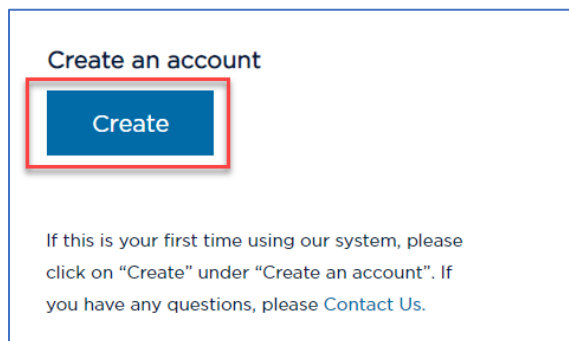 Create an account
Create
If this is your first time using our system, please
click on “Create” under “Create an account”. If
you have any questions, please Contact Us.